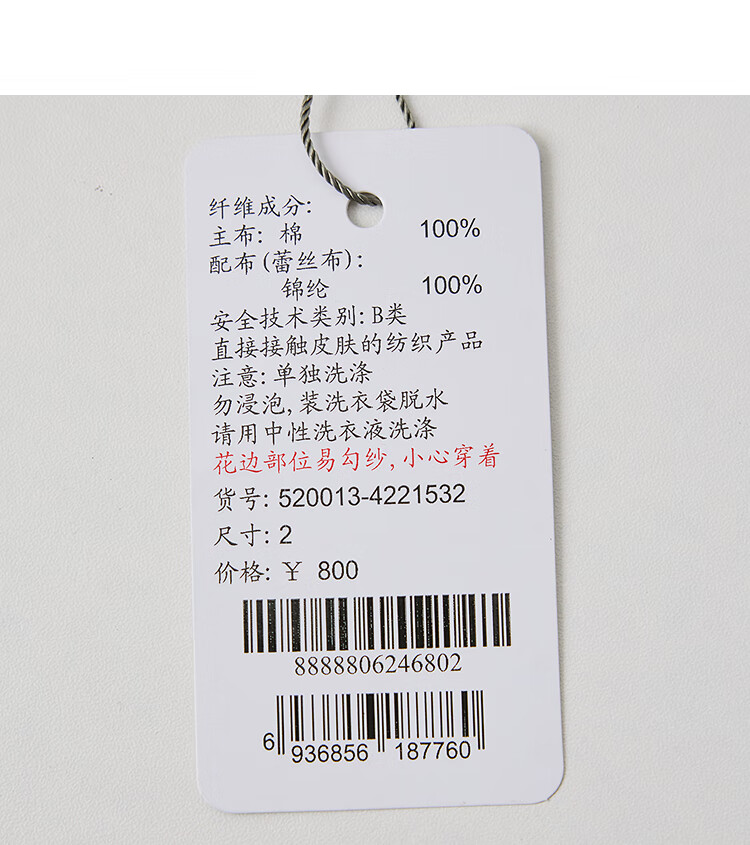 纤维成分:
主布: 棉 100%
配布(蕾丝布):
锦纶 100%
安全技术类别: B类
直接接触皮肤的纺织产品
注意: 单独洗涤
勿浸泡, 装洗衣袋脱水
请用中性洗衣液洗涤
花边部位易勾纱, 小心穿着
货号: 520013-4221532
尺寸: 2
价格: ¥ 800
8888806246802
6 936856 187760